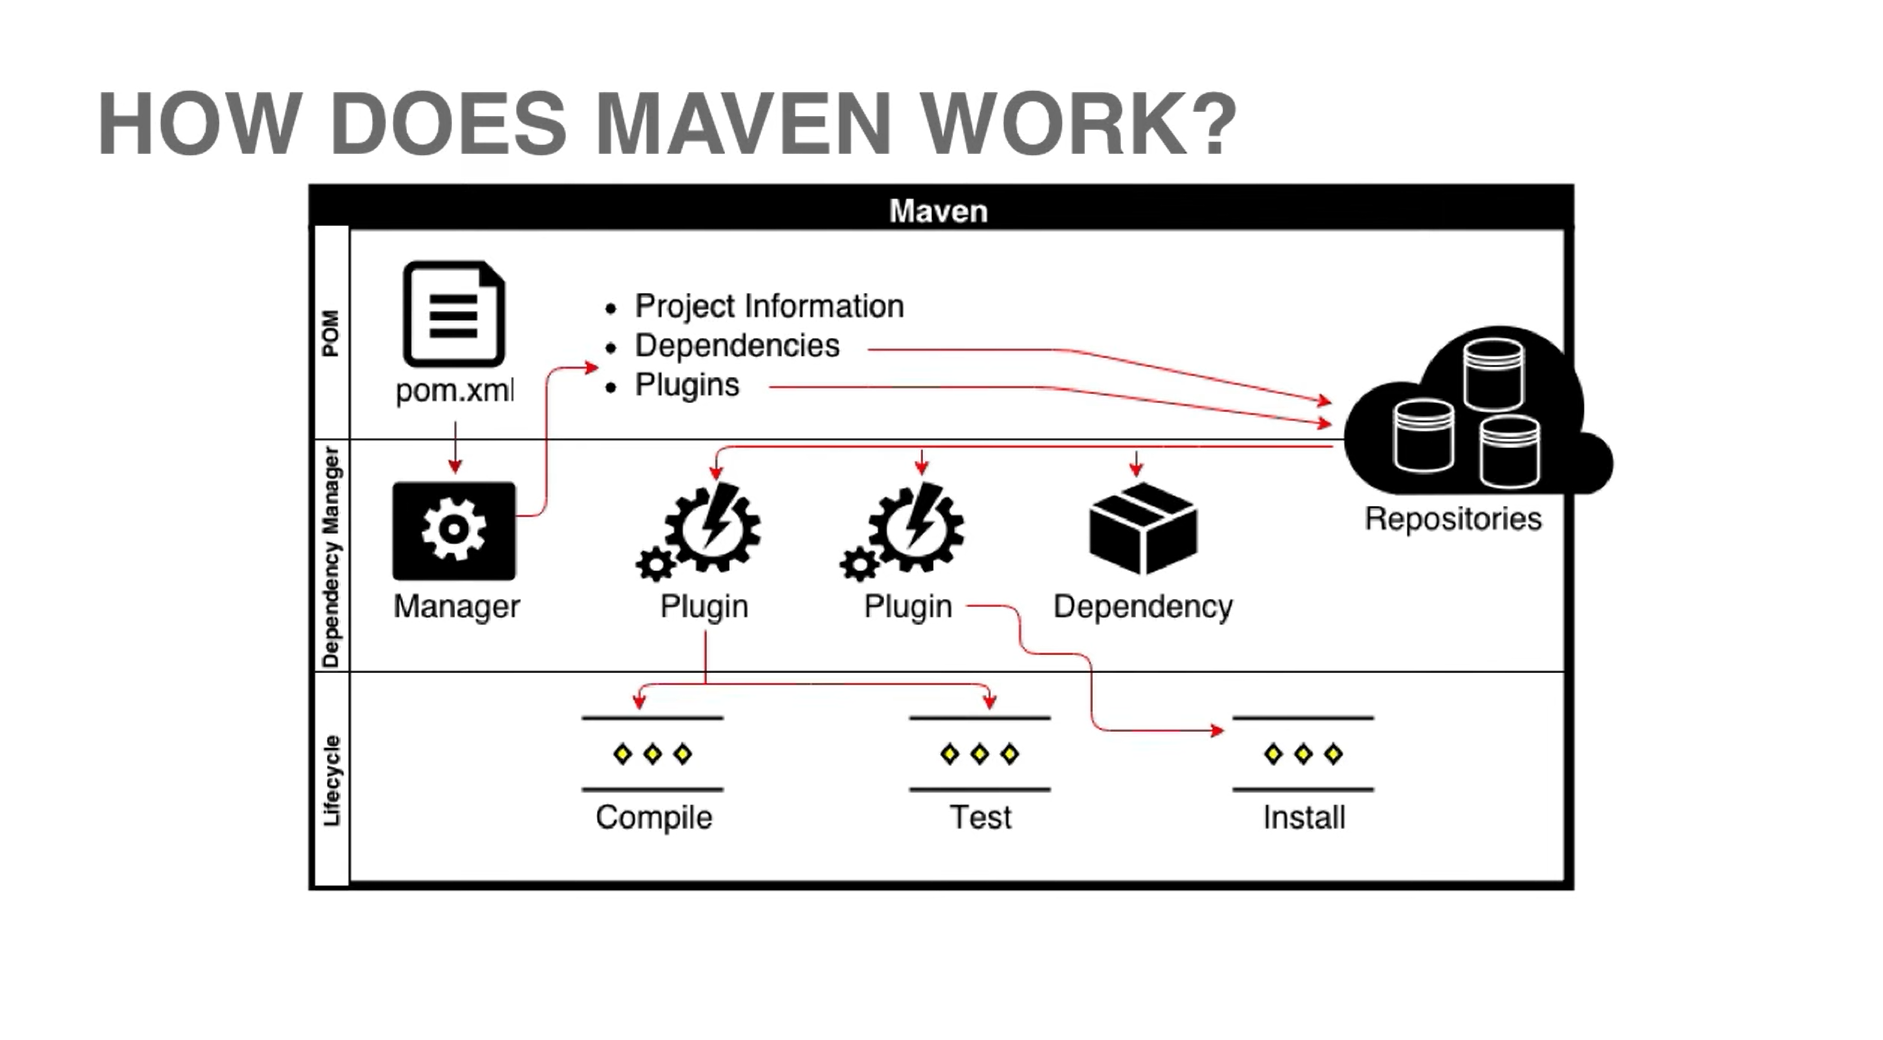 HOW DOES MAVEN WORK?
Maven
POM
pom.xml
Project Information
Dependencies
Plugins
Repositories
Dependency Manager
Manager
Plugin
Plugin
Dependency
Lifecycle
Compile
Test
Install